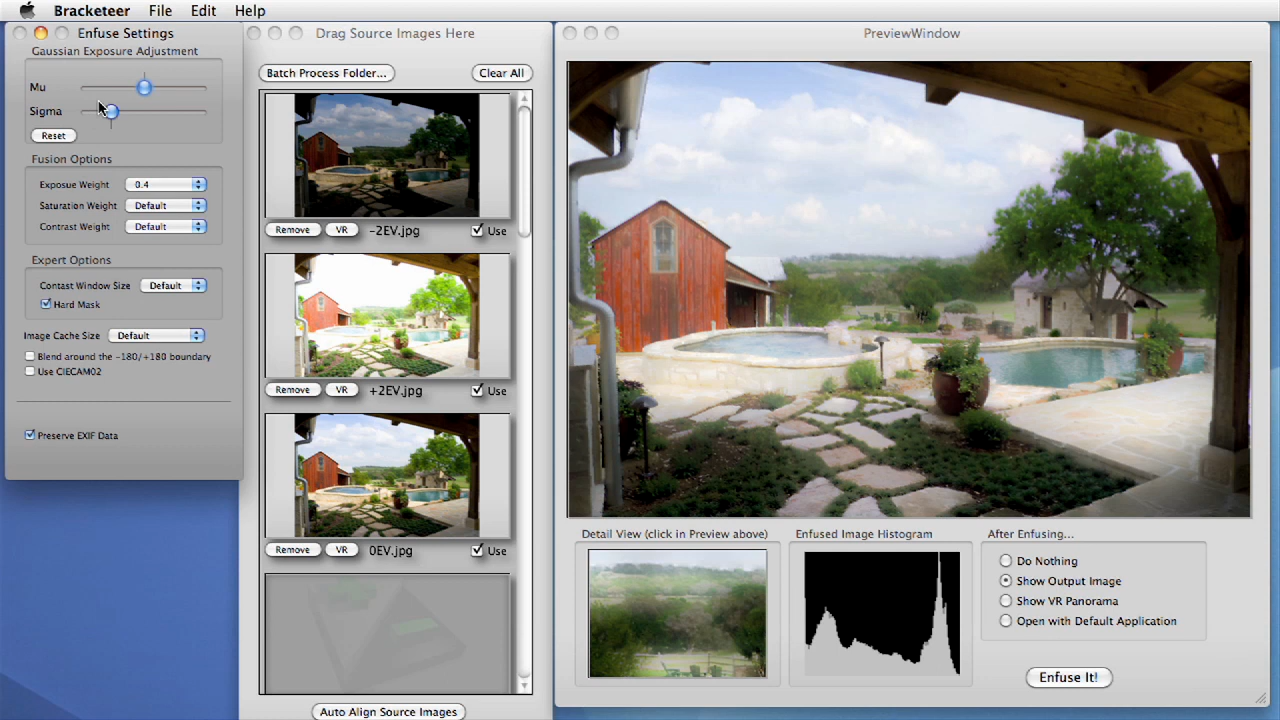 Bracketeer File Edit Help
Enfuse Settings
Gaussian Exposure Adjustment
Mu
Sigma
Reset
Fusion Options
Exposue Weight 0.4
Saturation Weight Default
Contrast Weight Default
Expert Options
Contast Window Size Default
Hard Mask
Image Cache Size Default
Blend around the -180/+180 boundary
Use CIECAM02
Preserve EXIF Data
Drag Source Images Here
Batch Process Folder... Clear All
Remove VR -2EV.jpg Use
Remove VR +2EV.jpg Use
Remove VR 0EV.jpg Use
Auto Align Source Images
PreviewWindow
Detail View (click in Preview above)
Enfused Image Histogram
After Enfusing...
Do Nothing
Show Output Image
Show VR Panorama
Open with Default Application
Enfuse It!